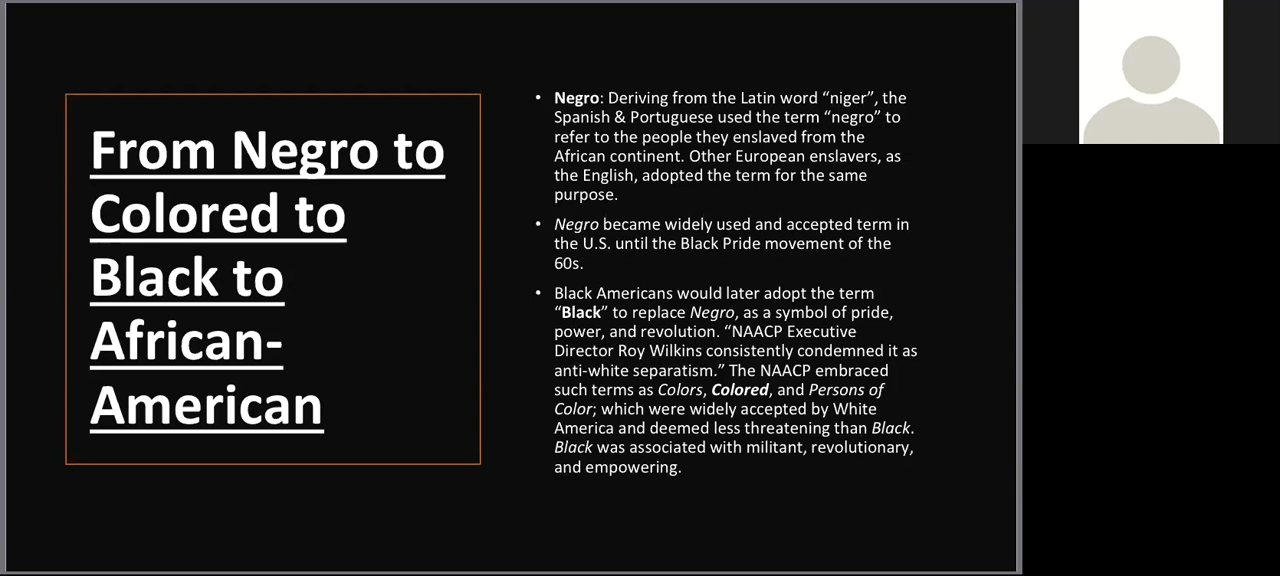 From Negro to
Colored to
Black to
African-
American
• Negro: Deriving from the Latin word “niger”, the
Spanish & Portuguese used the term “negro” to
refer to the people they enslaved from the
African continent. Other European enslavers, as
the English, adopted the term for the same
purpose.
• Negro became widely used and accepted term in
the U.S. until the Black Pride movement of the
60s.
• Black Americans would later adopt the term
“Black” to replace Negro, as a symbol of pride,
power, and revolution. “NAACP Executive
Director Roy Wilkins consistently condemned it as
anti-white separatism.” The NAACP embraced
such terms as Colors, Colored, and Persons of
Color; which were widely accepted by White
America and deemed less threatening than Black.
Black was associated with militant, revolutionary,
and empowering.